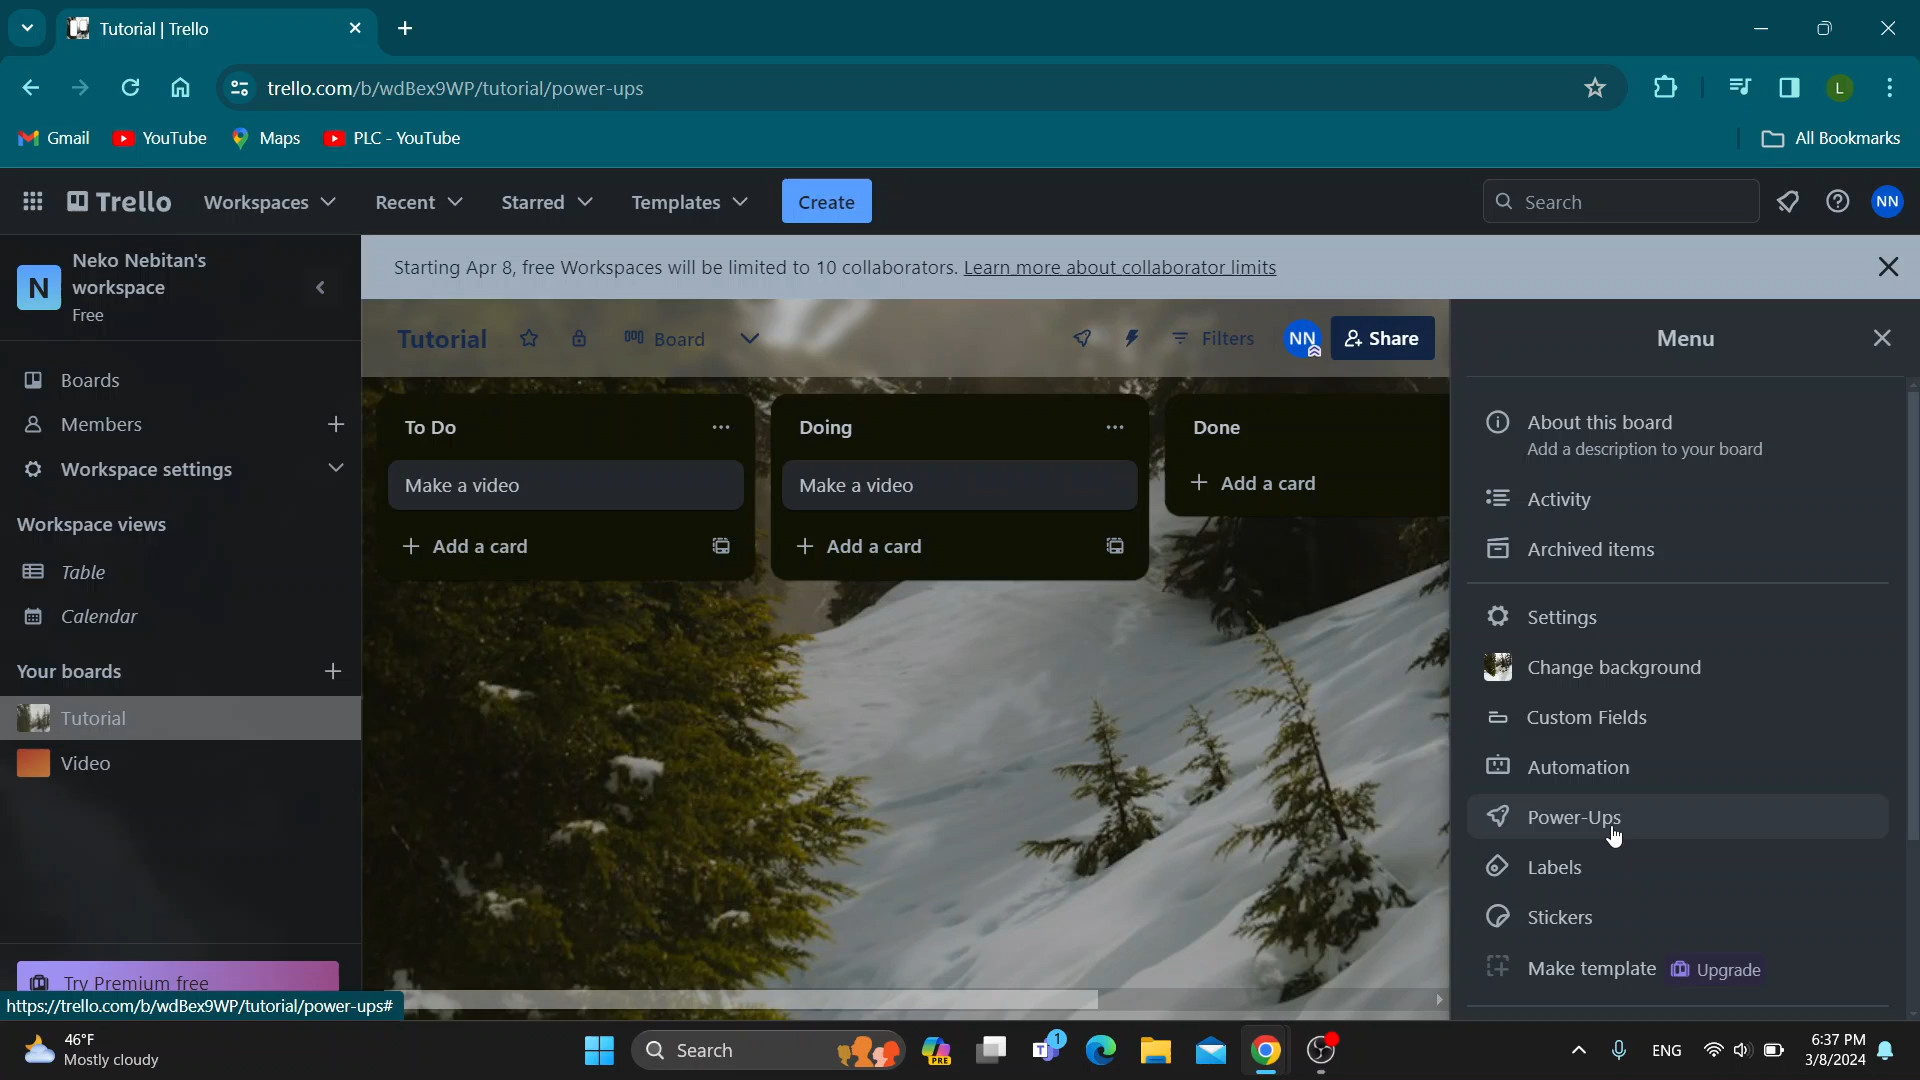 Tutorial | Trello
trello.com/b/wdBex9WP/tutorial/power-ups
L
Gmail YouTube Maps PLC - YouTube All Bookmarks
Trello Workspaces Recent Starred Templates Create Search NN
N Neko Nebitan's
workspace
Free
Starting Apr 8, free Workspaces will be limited to 10 collaborators. Learn more about collaborator limits
Boards
Members
Workspace settings
Workspace views
Table
Calendar
Your boards
Tutorial
Video
Try Premium free
https://trello.com/b/wdBex9WP/tutorial/power-ups#
Tutorial Board Filters NN Share
To Do
Make a video
Add a card
Doing
Make a video
Add a card
Done
Add a card
Menu
About this board
Add a description to your board
Activity
Archived items
Settings
Change background
Custom Fields
Automation
Power-Ups
Labels
Stickers
Make template Upgrade
46°F
Mostly cloudy
Search
PRE
1
ENG
6:37 PM
3/8/2024